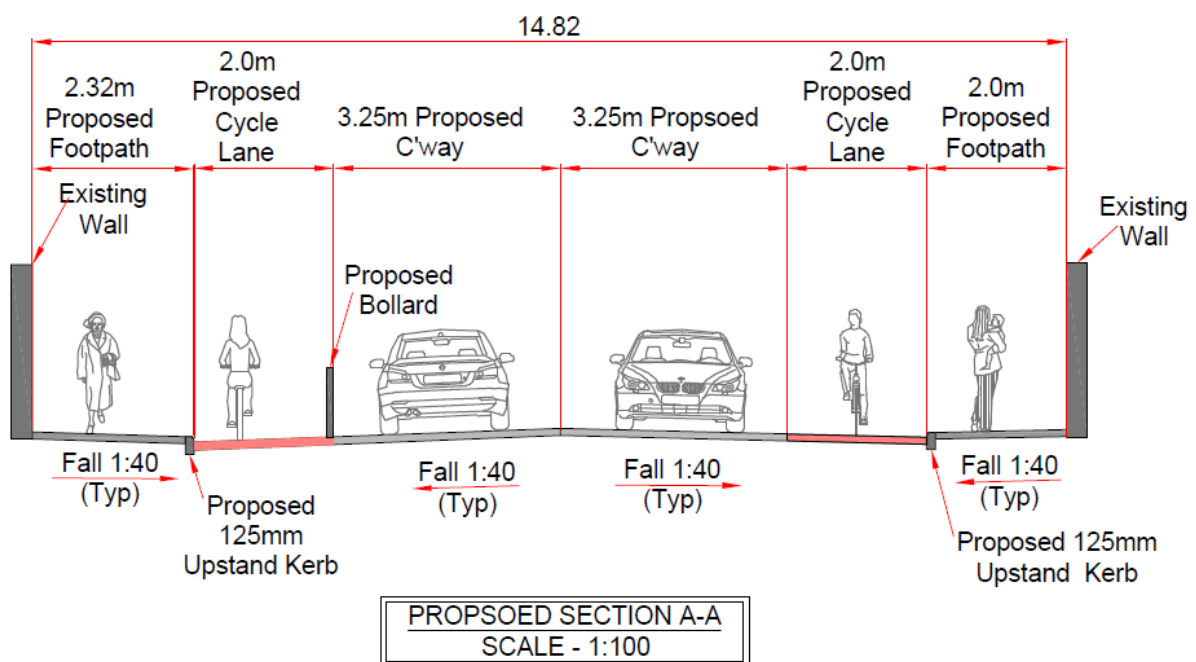 14.82
2.32m
Proposed
Footpath
2.0m
Proposed
Cycle
Lane
3.25m Proposed
C'way
3.25m Propsoed
C'way
2.0m
Proposed
Cycle
Lane
2.0m
Proposed
Footpath
Existing
Wall
Proposed
Bollard
Existing
Wall
Fall 1:40
(Typ)
Fall 1:40
(Typ)
Fall 1:40
(Typ)
Fall 1:40
(Typ)
Proposed
125mm
Upstand Kerb
Proposed 125mm
Upstand Kerb
PROPSOED SECTION A-A
SCALE - 1:100